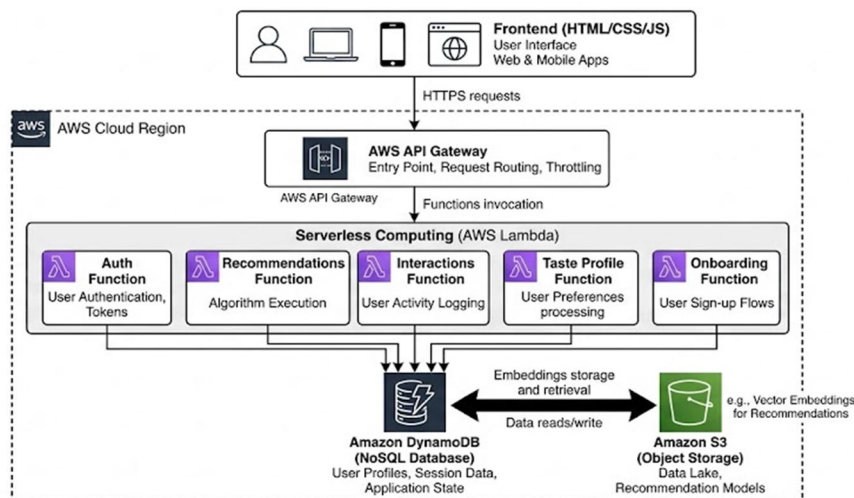 Frontend (HTML/CSS/JS)
User Interface
Web & Mobile Apps
HTTPS requests
aws
AWS Cloud Region
AWS API Gateway
Entry Point, Request Routing, Throttling
AWS API Gateway
Functions invocation
Serverless Computing (AWS Lambda)
Auth
Function
User Authentication,
Tokens
Recommendations
Function
Algorithm Execution
Interactions
Function
User Activity Logging
Taste Profile
Function
User Preferences
processing
Onboarding
Function
User Sign-up Flows
Embeddings storage
and retrieval
Data reads/write
e.g., Vector Embeddings
for Recommendations
Amazon DynamoDB
(NoSQL Database)
User Profiles, Session Data,
Application State
Amazon S3
(Object Storage)
Data Lake,
Recommendation Models